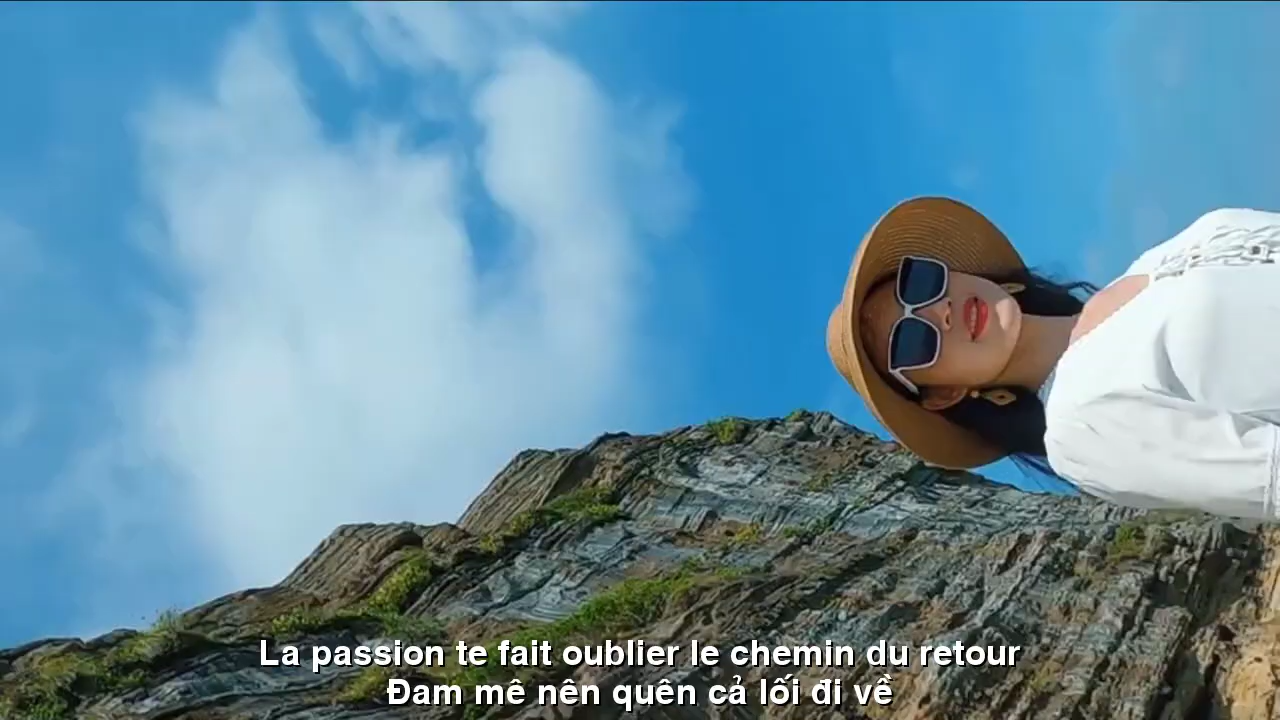 La passion te fait oublier le chemin du retour
Đam mê nên quên cả lối đi về